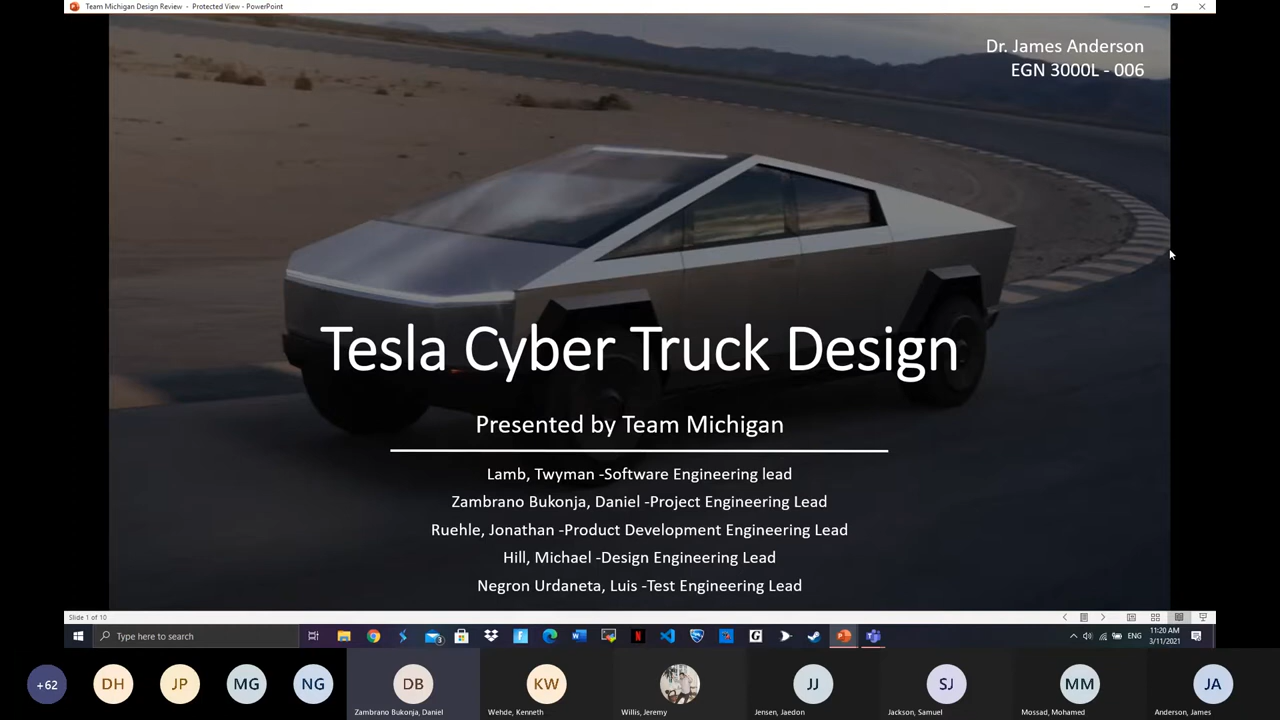 Team Michigan Design Review - Protected View - PowerPoint
Dr. James Anderson
EGN 3000L - 006
Tesla Cyber Truck Design
Presented by Team Michigan
Lamb, Twyman -Software Engineering lead
Zambrano Bukonja, Daniel -Project Engineering Lead
Ruehle, Jonathan -Product Development Engineering Lead
Hill, Michael -Design Engineering Lead
Negron Urdaneta, Luis -Test Engineering Lead
Slide 1 of 10
Type here to search
3
N
G
ENG
11:20 AM
3/11/2021
+62
DH
JP
MG
NG
DB
KW
JJ
SJ
MM
JA
Zambrano Bukonja, Daniel
Wehde, Kenneth
Willis, Jeremy
Jensen, Jaedon
Jackson, Samuel
Mossad, Mohamed
Anderson, James